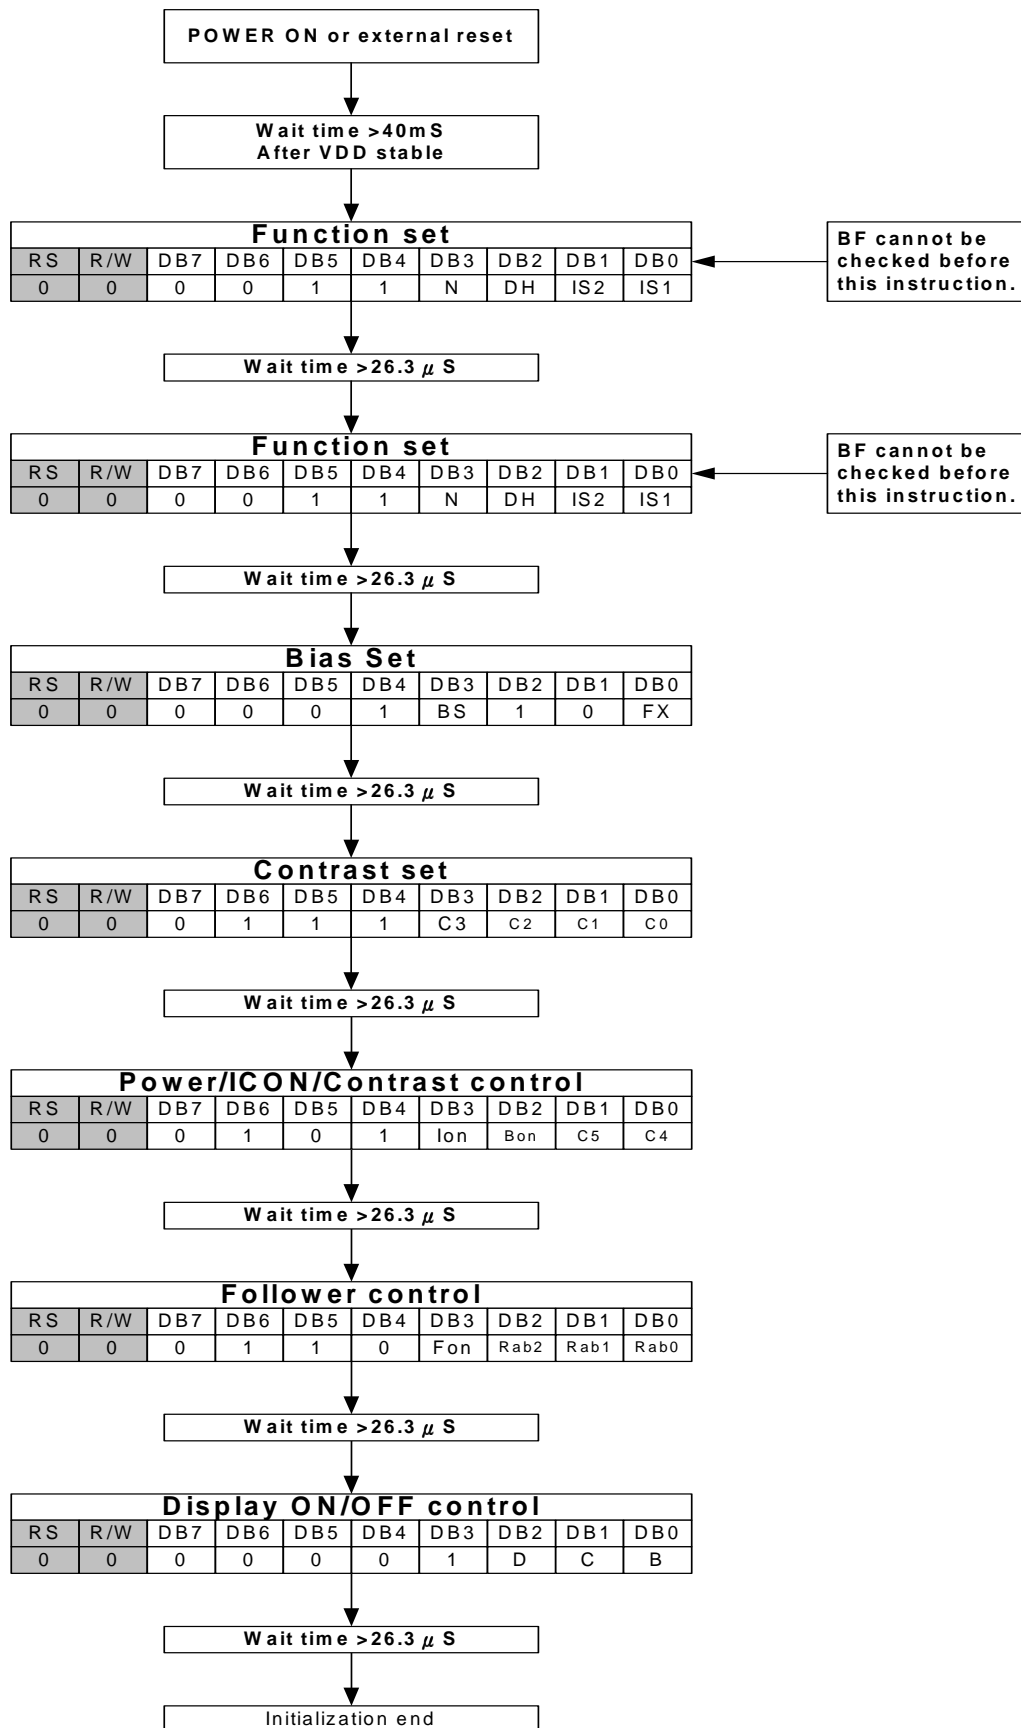 POWER ON or external reset
Wait time >40mS
After VDD stable
Function set
RS R/W DB7 DB6 DB5 DB4 DB3 DB2 DB1 DB0
0 0 0 0 1 1 N DH IS2 IS1
BF cannot be
checked before
this instruction.
Wait time >26.3 μS
Function set
RS R/W DB7 DB6 DB5 DB4 DB3 DB2 DB1 DB0
0 0 0 0 1 1 N DH IS2 IS1
BF cannot be
checked before
this instruction.
Wait time >26.3 μS
Bias Set
RS R/W DB7 DB6 DB5 DB4 DB3 DB2 DB1 DB0
0 0 0 0 0 1 BS 1 0 FX
Wait time >26.3 μS
Contrast set
RS R/W DB7 DB6 DB5 DB4 DB3 DB2 DB1 DB0
0 0 0 1 1 1 C3 C2 C1 C0
Wait time >26.3 μS
Power/ICON/Contrast control
RS R/W DB7 DB6 DB5 DB4 DB3 DB2 DB1 DB0
0 0 0 1 0 1 Ion Bon C5 C4
Wait time >26.3 μS
Follower control
RS R/W DB7 DB6 DB5 DB4 DB3 DB2 DB1 DB0
0 0 0 1 1 0 Fon Rab2 Rab1 Rab0
Wait time >26.3 μS
Display ON/OFF control
RS R/W DB7 DB6 DB5 DB4 DB3 DB2 DB1 DB0
0 0 0 0 0 0 1 D C B
Wait time >26.3 μS
Initialization end